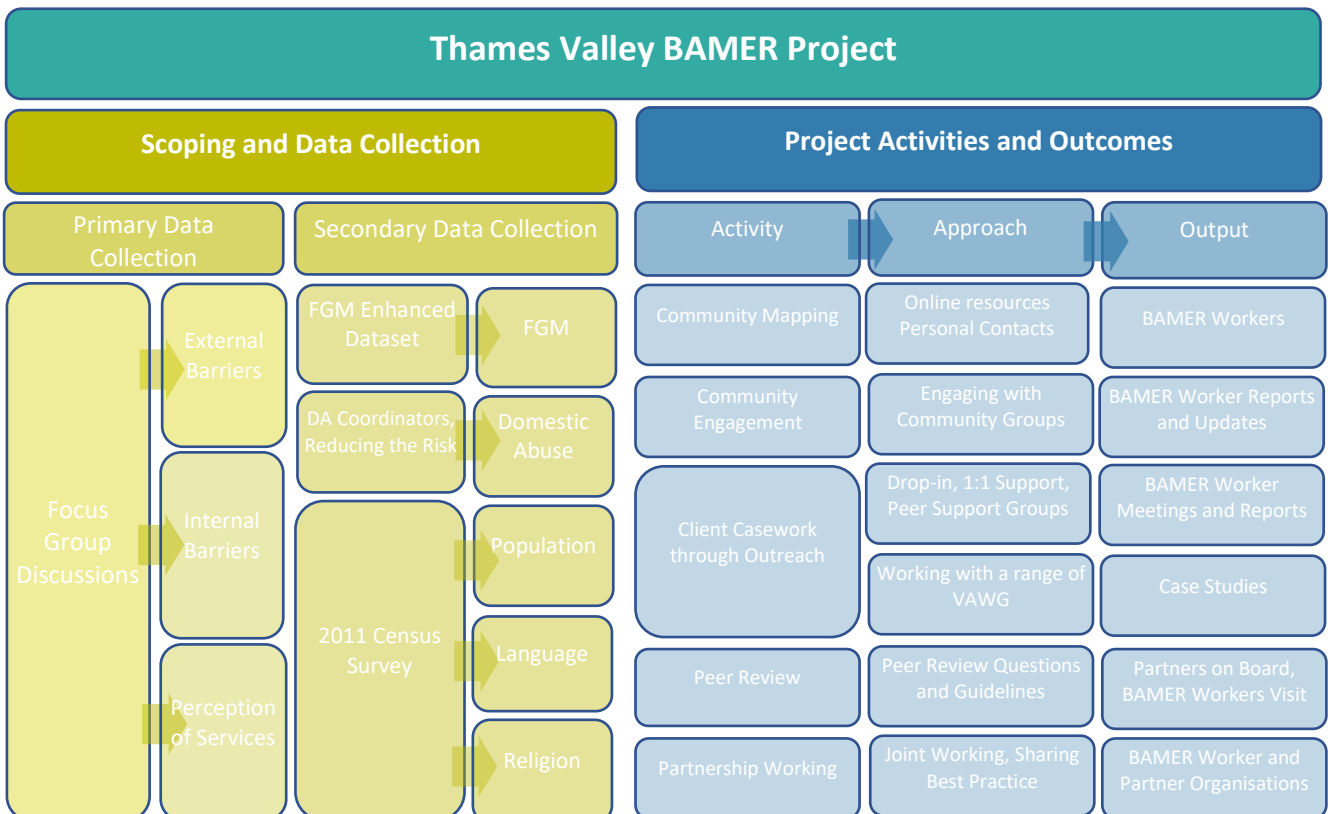 Thames Valley BAMER Project
Scoping and Data Collection
Project Activities and Outcomes
Primary Data
Collection
Secondary Data Collection
Activity
Approach
Output
Focus
Group
Discussions
External
Barriers
Internal
Barriers
Perception
of Services
FGM Enhanced
Dataset
FGM
DA Coordinators,
Reducing the Risk
Domestic
Abuse
2011 Census
Survey
Population
Language
Religion
Community Mapping
Online resources
Personal Contacts
BAMER Workers
Community
Engagement
Engaging with
Community Groups
BAMER Worker Reports
and Updates
Client Casework
through Outreach
Drop-in, 1:1 Support,
Peer Support Groups
BAMER Worker
Meetings and Reports
Working with a range of
VAWG
Case Studies
Peer Review
Peer Review Questions
and Guidelines
Partners on Board,
BAMER Workers Visit
Partnership Working
Joint Working, Sharing
Best Practice
BAMER Worker and
Partner Organisations